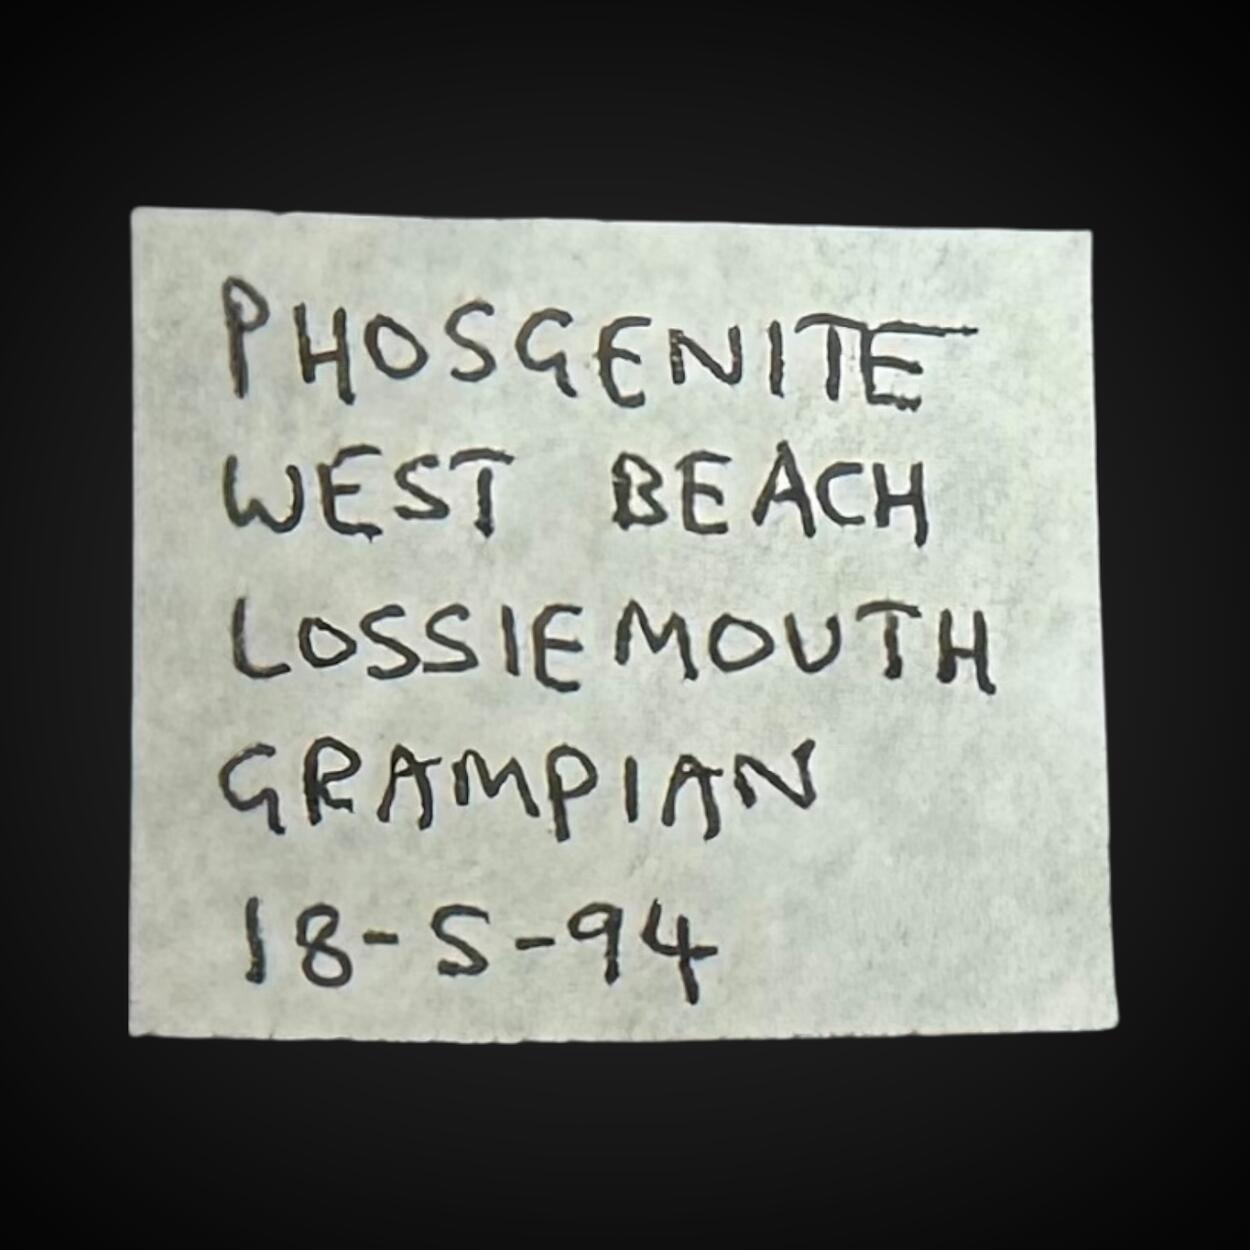 PHOSGENITE
WEST BEACH
LOSSIEMOUTH
GRAMPIAN
18-5-94